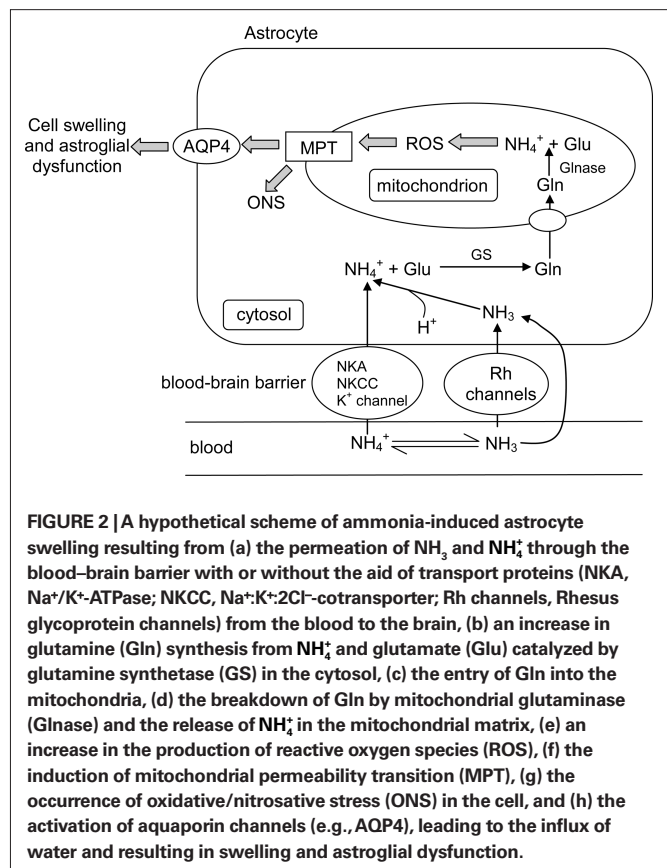 Astrocyte
Cell swelling
and astroglial
dysfunction
AQP4
MPT
ROS
NH₄⁺ + Glu
Glnase
Gln
mitochondrion
ONS
NH₄⁺ + Glu
GS
Gln
cytosol
H⁺
NH₃
blood-brain barrier
NKA
NKCC
K⁺ channel
Rh
channels
blood
NH₄⁺
NH₃
FIGURE 2 | A hypothetical scheme of ammonia-induced astrocyte
swelling resulting from (a) the permeation of NH₃ and NH₄⁺ through the
blood–brain barrier with or without the aid of transport proteins (NKA,
Na⁺/K⁺-ATPase; NKCC, Na⁺:K⁺:2Cl⁻-cotransporter; Rh channels, Rhesus
glycoprotein channels) from the blood to the brain, (b) an increase in
glutamine (Gln) synthesis from NH₄⁺ and glutamate (Glu) catalyzed by
glutamine synthetase (GS) in the cytosol, (c) the entry of Gln into the
mitochondria, (d) the breakdown of Gln by mitochondrial glutaminase
(Glnase) and the release of NH₄⁺ in the mitochondrial matrix, (e) an
increase in the production of reactive oxygen species (ROS), (f) the
induction of mitochondrial permeability transition (MPT), (g) the
occurrence of oxidative/nitrosative stress (ONS) in the cell, and (h) the
activation of aquaporin channels (e.g., AQP4), leading to the influx of
water and resulting in swelling and astroglial dysfunction.